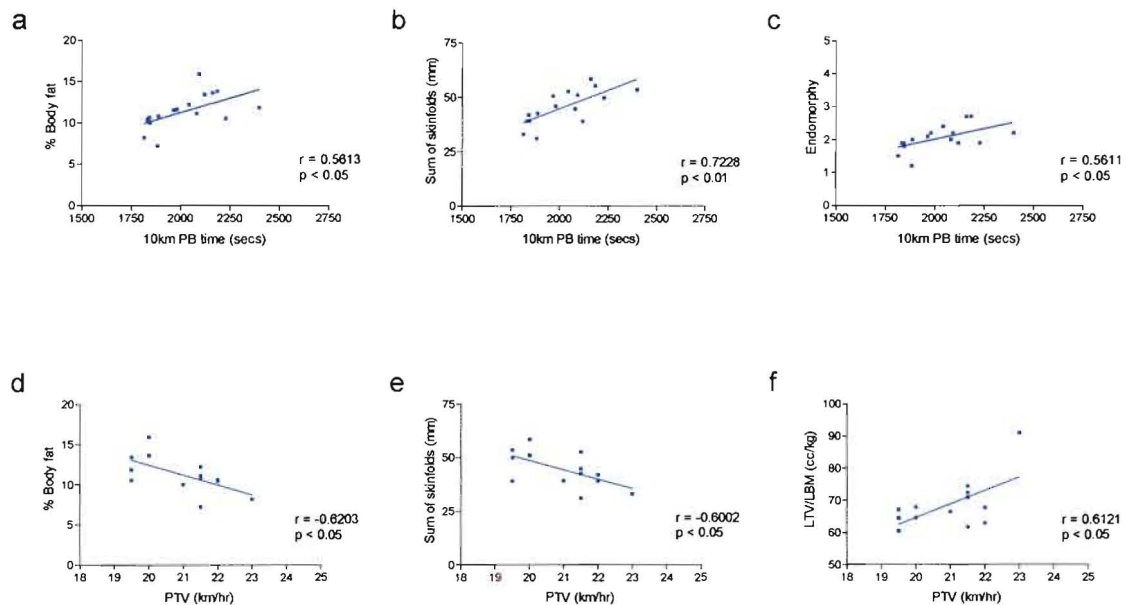 a
b
c
% Body fat
20
15
10
5
0
1500 1750 2000 2250 2500 2750
10km PB time (secs)
r = 0.5613
p < 0.05
Sum of skinfolds (mm)
75
50
25
0
1500 1750 2000 2250 2500 2750
10km PB time (secs)
r = 0.7228
p < 0.01
Endomorphy
5
4
3
2
1
0
1500 1750 2000 2250 2500 2750
10km PB time (secs)
r = 0.5611
p < 0.05
d
e
f
% Body fat
20
15
10
5
0
18 19 20 21 22 23 24 25
PTV (km/hr)
r = -0.6203
p < 0.05
Sum of skinfolds (mm)
75
50
25
0
18 19 20 21 22 23 24 25
PTV (km/hr)
r = -0.6002
p < 0.05
LTV/LBM (cc/kg)
100
90
80
70
60
50
18 19 20 21 22 23 24 25
PTV (km/hr)
r = 0.6121
p < 0.05